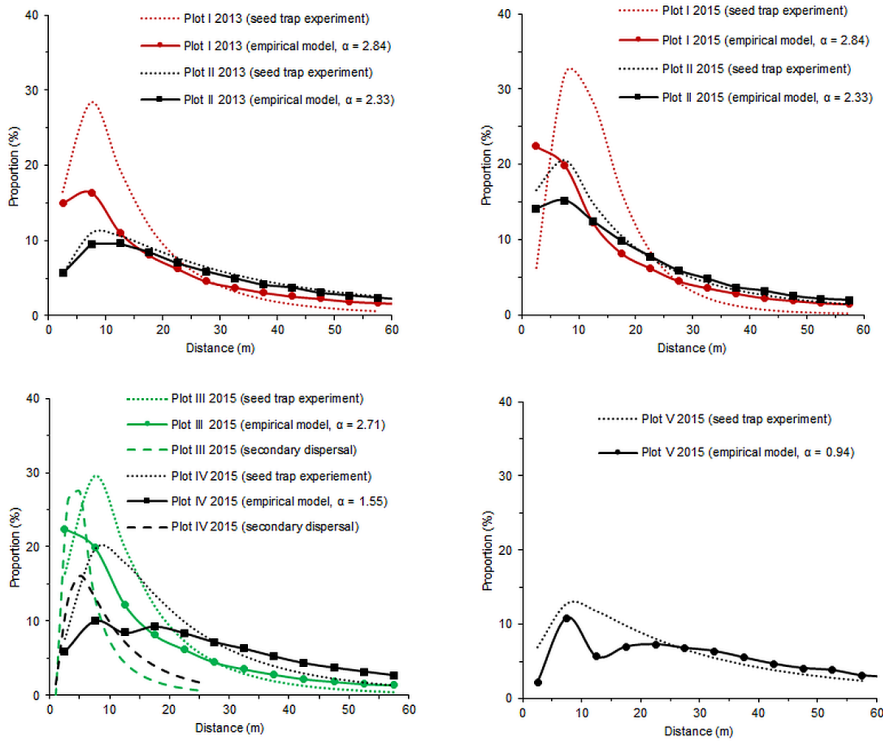 Plot I 2013 (seed trap experiment)
Plot I 2013 (empirical model, α = 2.84)
Plot II 2013 (seed trap experiment)
Plot II 2013 (empirical model, α = 2.33)
40
30
20
10
0
Proportion (%)
0 10 20 30 40 50 60
Distance (m)
Plot I 2015 (seed trap experiment)
Plot I 2015 (empirical model, α = 2.84)
Plot II 2015 (seed trap experiment)
Plot II 2015 (empirical model, α = 2.33)
40
30
20
10
0
Proportion (%)
0 10 20 30 40 50 60
Distance (m)
Plot III 2015 (seed trap experiment)
Plot III 2015 (empirical model, α = 2.71)
Plot III 2015 (secondary dispersal)
Plot IV 2015 (seed trap experiement)
Plot IV 2015 (empirical model, α = 1.55)
Plot IV 2015 (secondary dispersal)
40
30
20
10
0
Proportion (%)
0 10 20 30 40 50 60
Distance (m)
Plot V 2015 (seed trap experiment)
Plot V 2015 (empirical model, α = 0.94)
40
30
20
10
0
Proportion (%)
0 10 20 30 40 50 60
Distance (m)